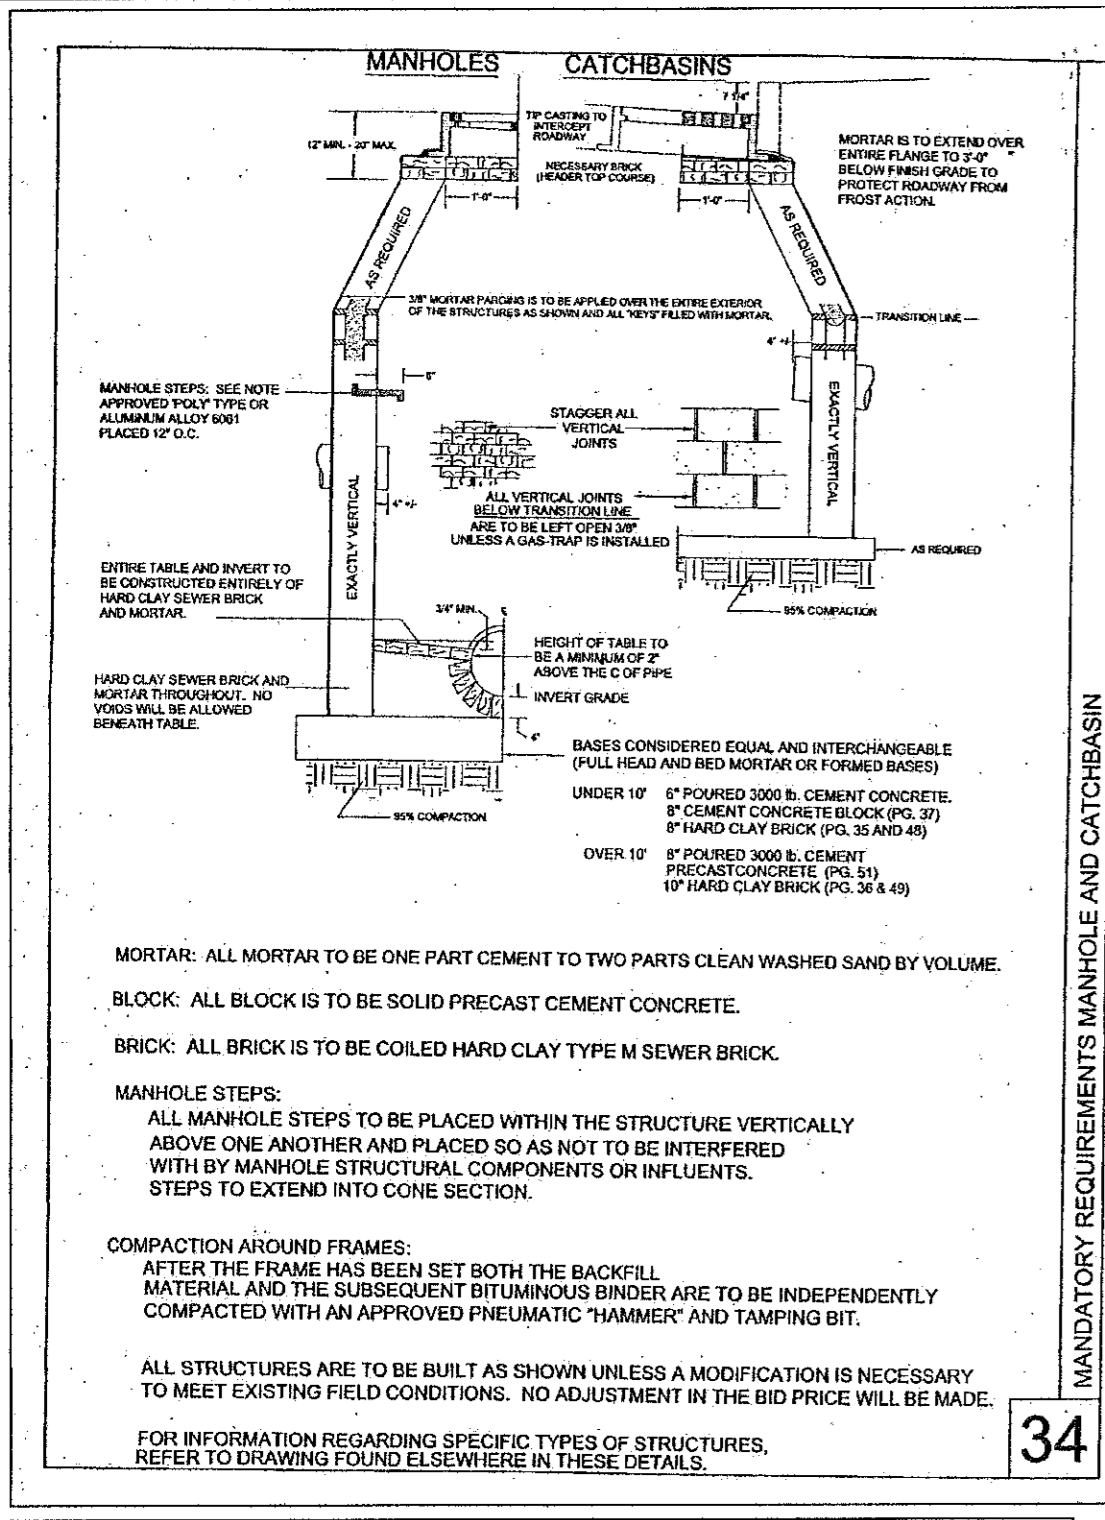 MANHOLES
CATCHBASINS
7 1/4"
TIP CASTING TO
INTERCEPT
ROADWAY
12" MIN. - 20" MAX.
NECESSARY BRICK
(HEADER TOP COURSE)
MORTAR IS TO EXTEND OVER
ENTIRE FLANGE TO 3'-0"
BELOW FINISH GRADE TO
PROTECT ROADWAY FROM
FROST ACTION.
1'-0"
1'-0"
AS REQUIRED
AS REQUIRED
3/8" MORTAR PARGING IS TO BE APPLIED OVER THE ENTIRE EXTERIOR
OF THE STRUCTURES AS SHOWN AND ALL "KEYS" FILLED WITH MORTAR.
TRANSITION LINE
4" +/-
6"
MANHOLE STEPS: SEE NOTE
APPROVED "POLY" TYPE OR
ALUMINUM ALLOY 6061
PLACED 12" O.C.
STAGGER ALL
VERTICAL
JOINTS
EXACTLY VERTICAL
EXACTLY VERTICAL
4" +/-
ALL VERTICAL JOINTS
BELOW TRANSITION LINE
ARE TO BE LEFT OPEN 3/8"
UNLESS A GAS-TRAP IS INSTALLED
AS REQUIRED
95% COMPACTION
ENTIRE TABLE AND INVERT TO
BE CONSTRUCTED ENTIRELY OF
HARD CLAY SEWER BRICK
AND MORTAR.
3/4" MIN.
HEIGHT OF TABLE TO
BE A MINIMUM OF 2"
ABOVE THE C OF PIPE
INVERT GRADE
HARD CLAY SEWER BRICK AND
MORTAR THROUGHOUT. NO
VOIDS WILL BE ALLOWED
BENEATH TABLE.
4"
95% COMPACTION
BASES CONSIDERED EQUAL AND INTERCHANGEABLE
(FULL HEAD AND BED MORTAR OR FORMED BASES)
UNDER 10' 6" POURED 3000 lb. CEMENT CONCRETE.
8" CEMENT CONCRETE BLOCK (PG. 37)
8" HARD CLAY BRICK (PG. 35 AND 48)
OVER 10' 8" POURED 3000 lb. CEMENT
PRECASTCONCRETE (PG. 51)
10" HARD CLAY BRICK (PG. 36 & 49)
MORTAR: ALL MORTAR TO BE ONE PART CEMENT TO TWO PARTS CLEAN WASHED SAND BY VOLUME.
BLOCK: ALL BLOCK IS TO BE SOLID PRECAST CEMENT CONCRETE.
BRICK: ALL BRICK IS TO BE COILED HARD CLAY TYPE M SEWER BRICK.
MANHOLE STEPS:
ALL MANHOLE STEPS TO BE PLACED WITHIN THE STRUCTURE VERTICALLY
ABOVE ONE ANOTHER AND PLACED SO AS NOT TO BE INTERFERED
WITH BY MANHOLE STRUCTURAL COMPONENTS OR INFLUENTS.
STEPS TO EXTEND INTO CONE SECTION.
COMPACTION AROUND FRAMES:
AFTER THE FRAME HAS BEEN SET BOTH THE BACKFILL
MATERIAL AND THE SUBSEQUENT BITUMINOUS BINDER ARE TO BE INDEPENDENTLY
COMPACTED WITH AN APPROVED PNEUMATIC "HAMMER" AND TAMPING BIT.
ALL STRUCTURES ARE TO BE BUILT AS SHOWN UNLESS A MODIFICATION IS NECESSARY
TO MEET EXISTING FIELD CONDITIONS. NO ADJUSTMENT IN THE BID PRICE WILL BE MADE.
FOR INFORMATION REGARDING SPECIFIC TYPES OF STRUCTURES,
REFER TO DRAWING FOUND ELSEWHERE IN THESE DETAILS.
MANDATORY REQUIREMENTS MANHOLE AND CATCHBASIN
34